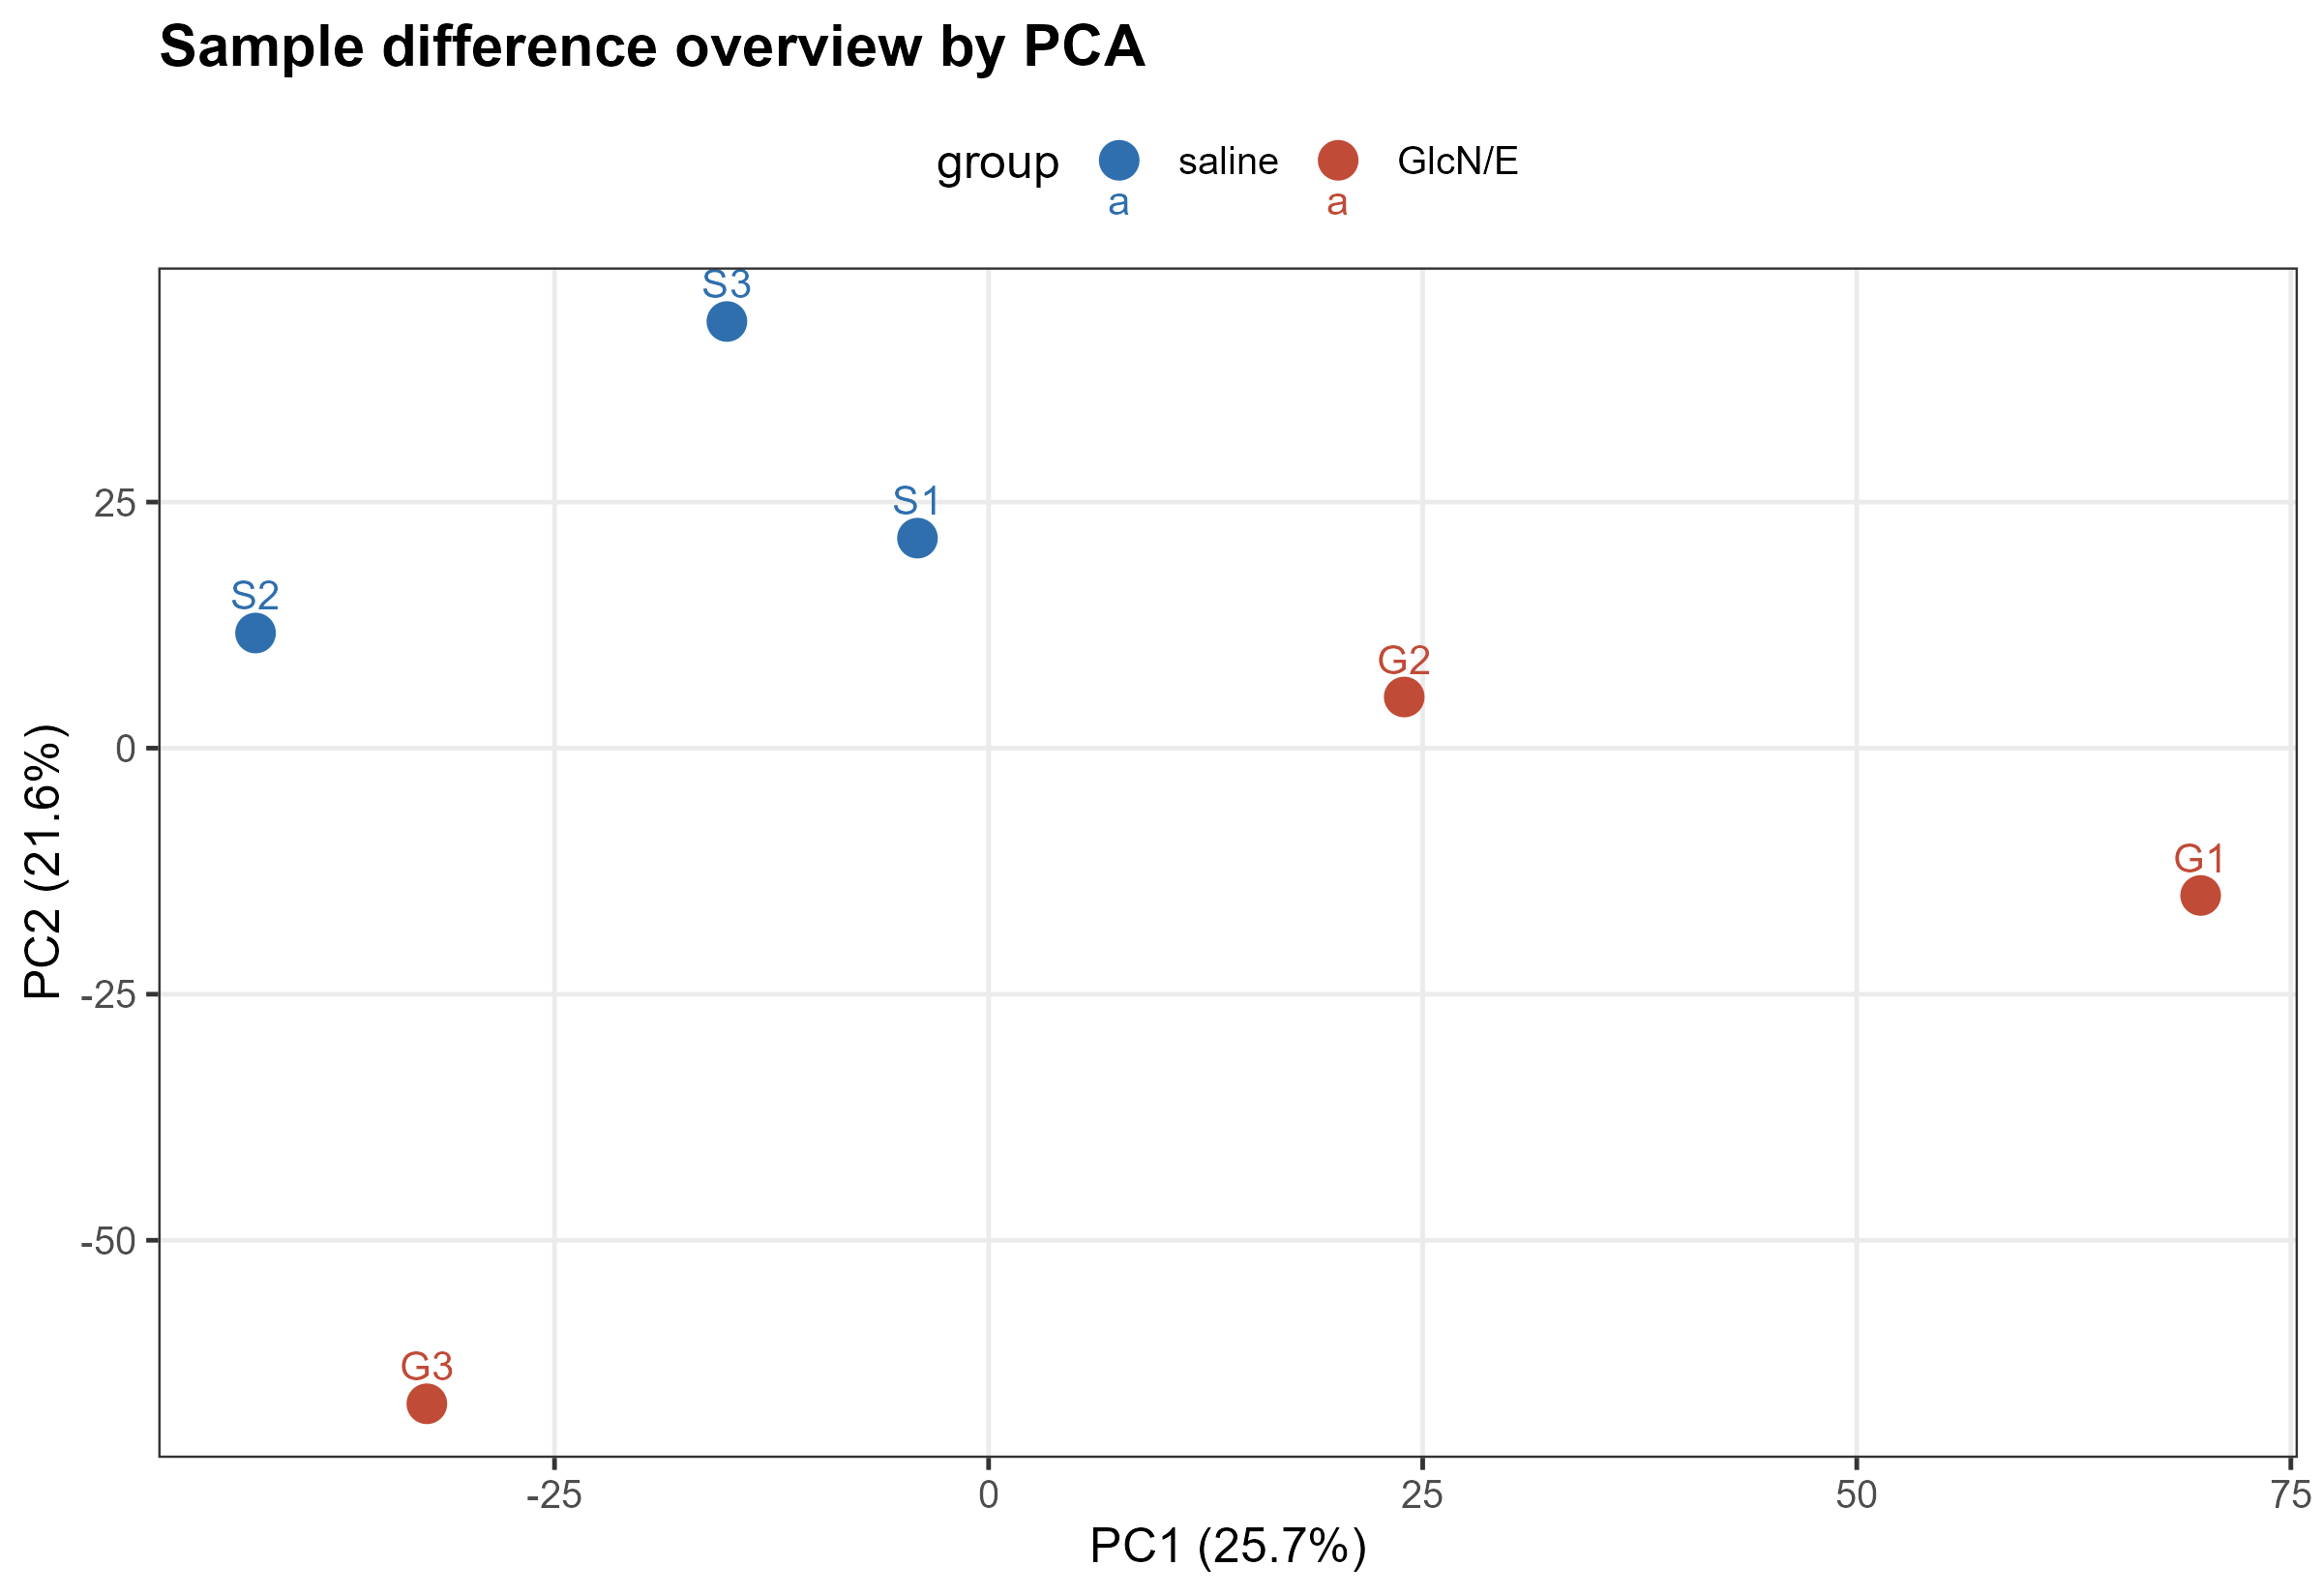 Sample difference overview by PCA
group saline GlcN/E
a a
S3
25
S1
S2
G2
0
G1
-25
-50
G3
PC2 (21.6%)
-25 0 25 50 75
PC1 (25.7%)